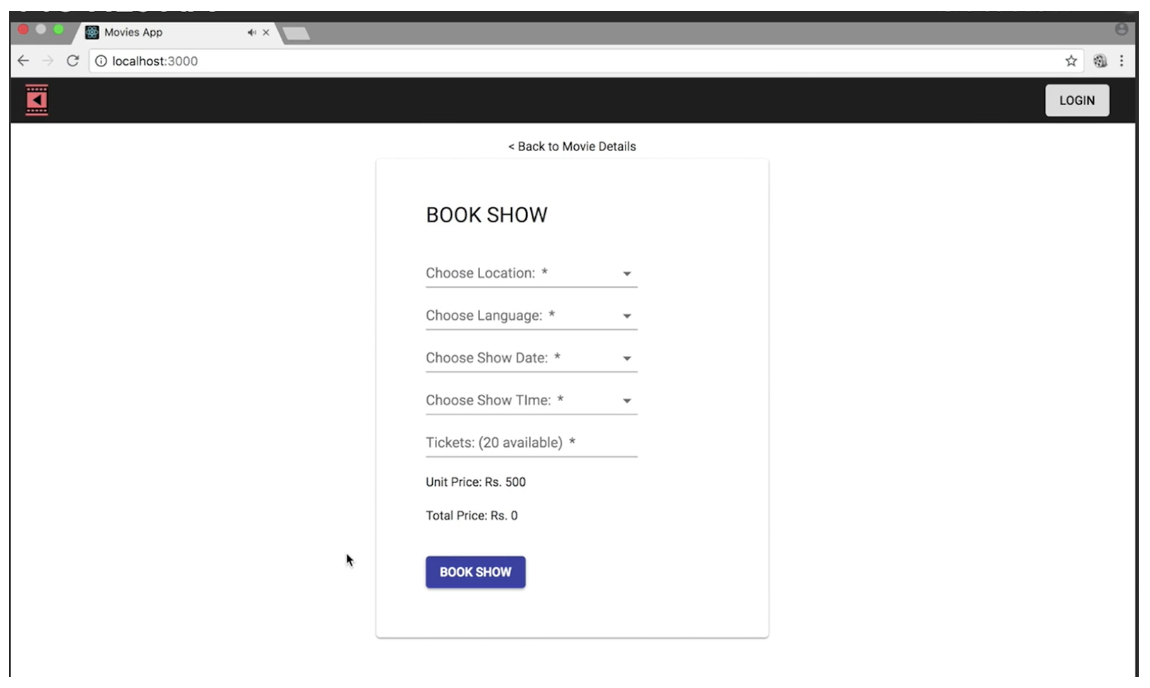 Movies App
localhost:3000
LOGIN
< Back to Movie Details
BOOK SHOW
Choose Location: *
Choose Language: *
Choose Show Date: *
Choose Show TIme: *
Tickets: (20 available) *
Unit Price: Rs. 500
Total Price: Rs. 0
BOOK SHOW